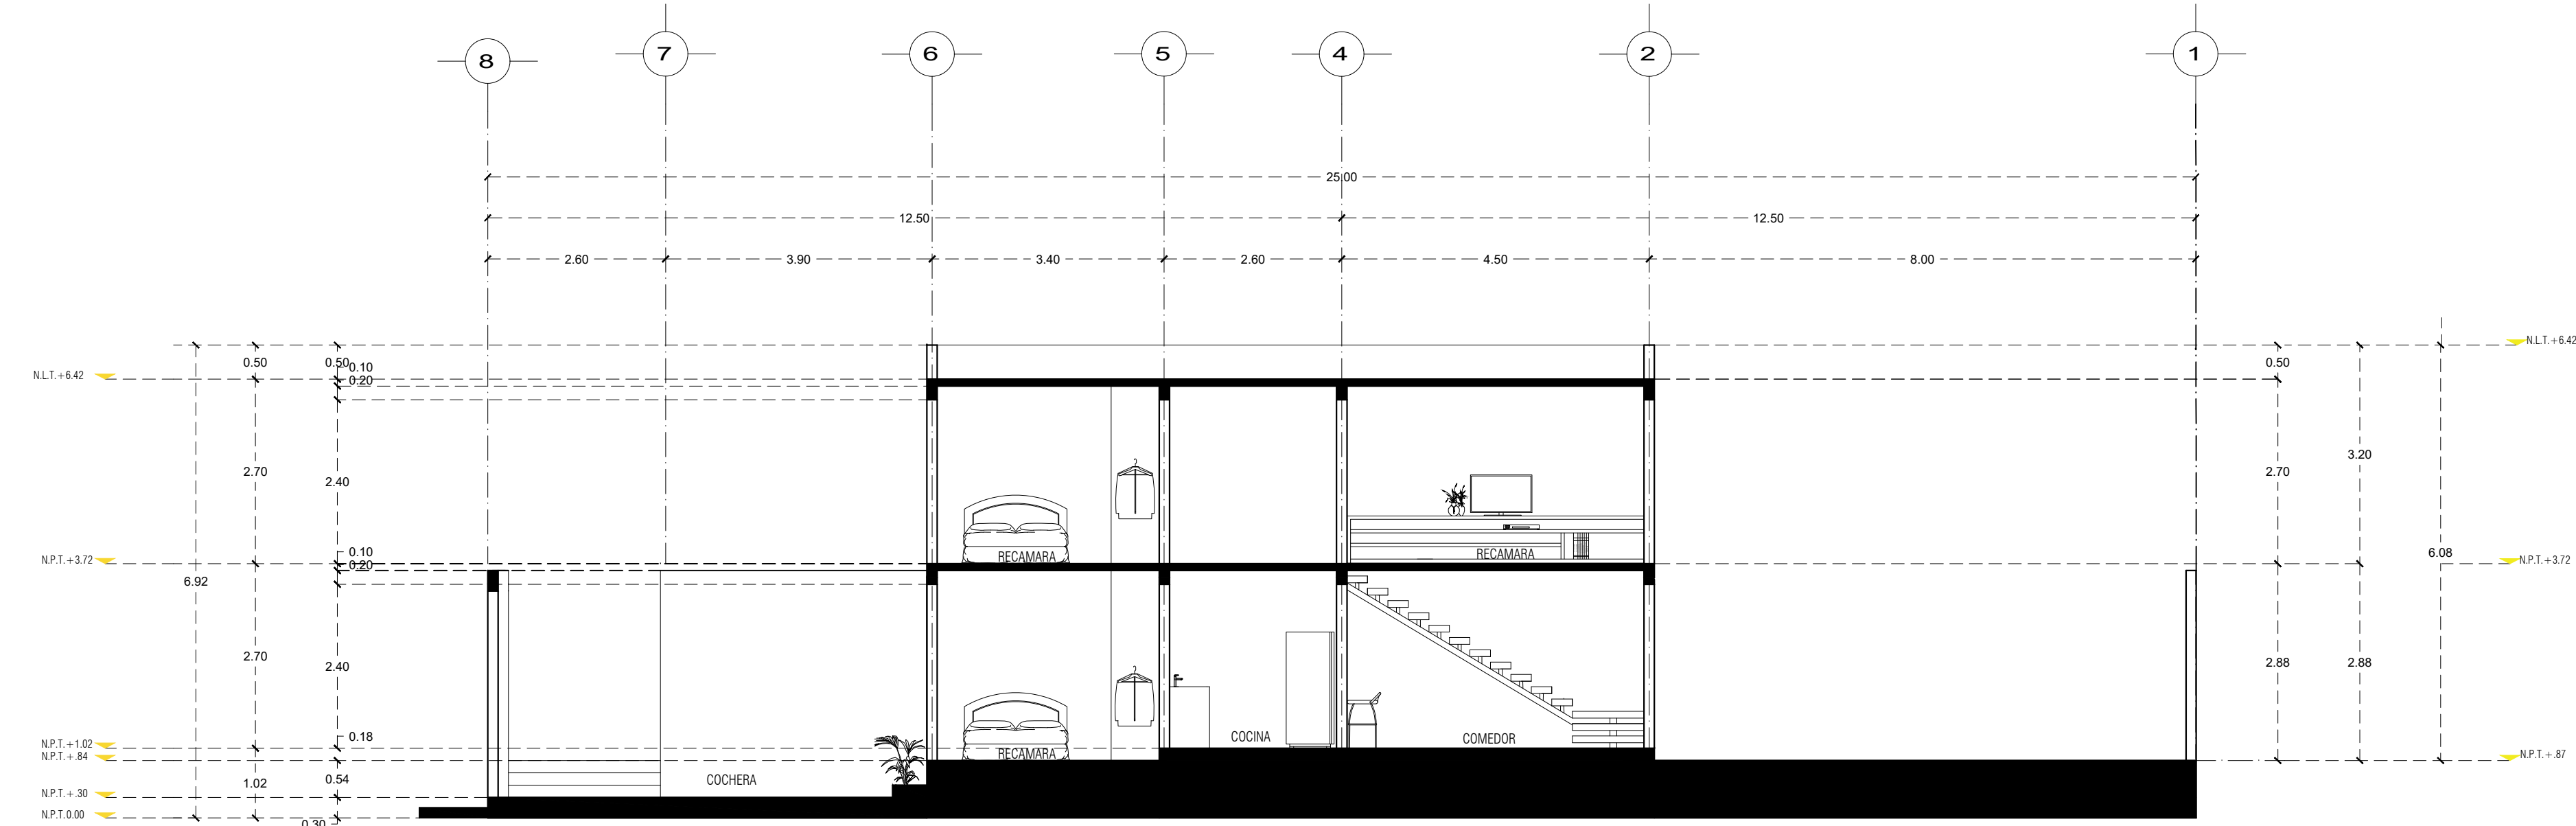 8 7 6 5 4 2 1
25.00
12.50 12.50
2.60 3.90 3.40 2.60 4.50 8.00
N.L.T.+6.42
0.50 0.50 0.10
0.20
0.50
N.L.T.+6.42
2.70 2.40 2.70 3.20
RECAMARA RECAMARA
N.P.T.+3.72
0.10
0.20
6.92
6.08
N.P.T.+3.72
2.70 2.40 2.88 2.88
COCINA COMEDOR
N.P.T.+1.02
0.18
N.P.T.+.84
RECAMARA
N.P.T.+.87
1.02 0.54
COCHERA
N.P.T.+.30
N.P.T.0.00
0.30